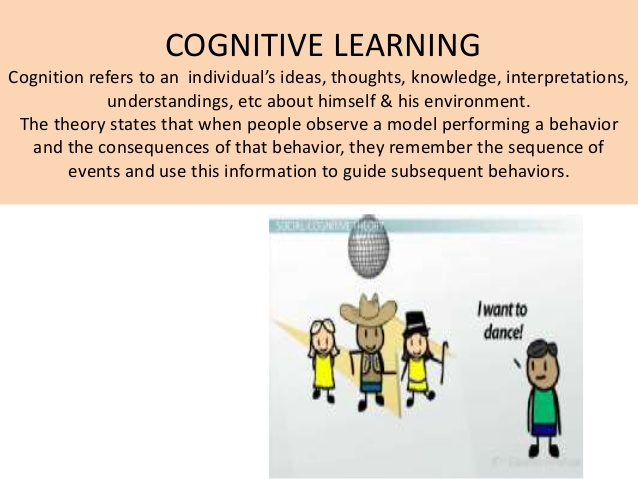 COGNITIVE LEARNING
Cognition refers to an individual’s ideas, thoughts, knowledge, interpretations,
understandings, etc about himself & his environment.
The theory states that when people observe a model performing a behavior
and the consequences of that behavior, they remember the sequence of
events and use this information to guide subsequent behaviors.
SOCIAL COGNITIVE THEORY
I want to
dance!